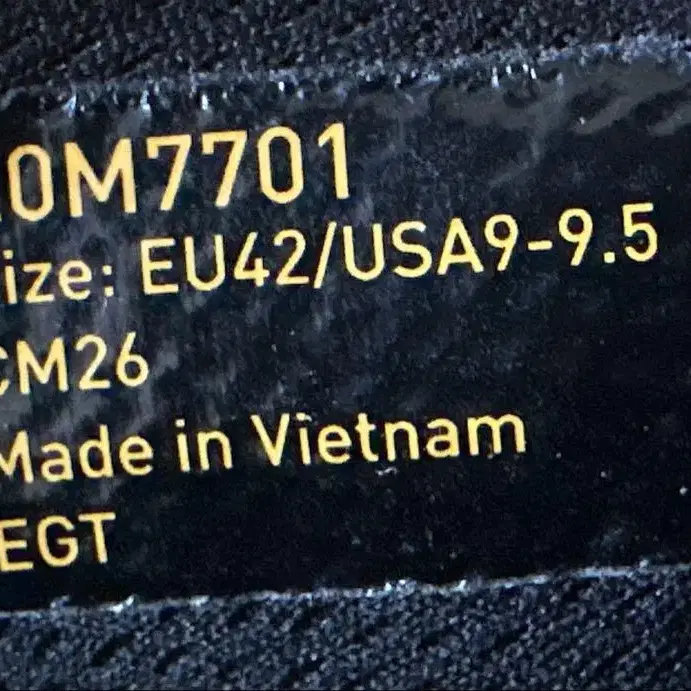 0M7701
ize: EU42/USA9-9.5
CM26
Made in Vietnam
EGT